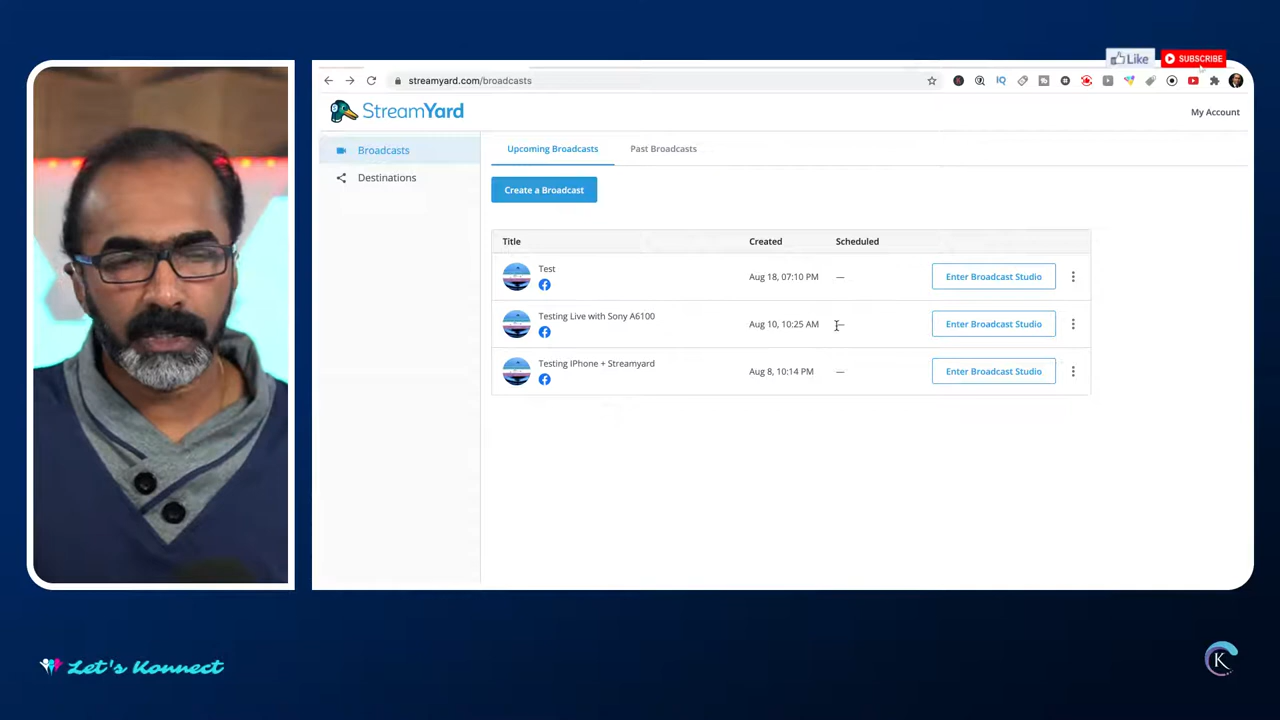 Like
SUBSCRIBE
streamyard.com/broadcasts
IQ
StreamYard
My Account
Broadcasts
Destinations
Upcoming Broadcasts
Past Broadcasts
Create a Broadcast
Title
Created
Scheduled
Test
Aug 18, 07:10 PM
—
Enter Broadcast Studio
Testing Live with Sony A6100
Aug 10, 10:25 AM
—
Enter Broadcast Studio
Testing IPhone + Streamyard
Aug 8, 10:14 PM
—
Enter Broadcast Studio
Let's Konnect
K